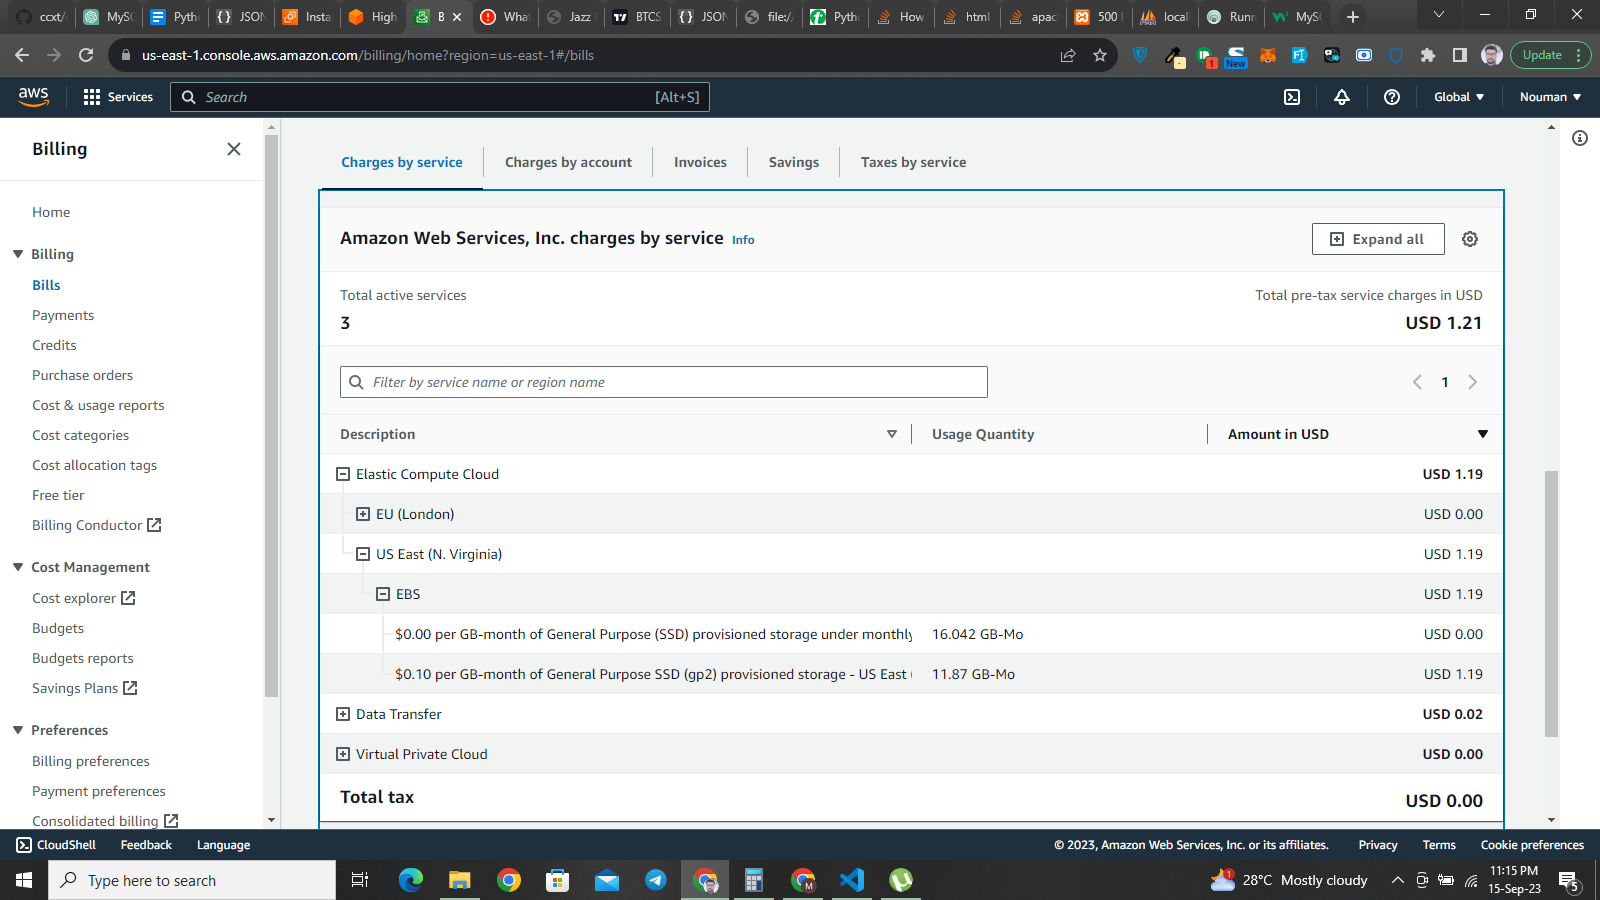 ccxt/
MySC
Pyth
JSON
Insta
High
B
What
Jazz
BTCS
JSON
file://
Pyth
How
html
apac
500
locall
Runn
MySC
us-east-1.console.aws.amazon.com/billing/home?region=us-east-1#/bills
1
New
Update
aws
Services
Search
[Alt+S]
Global
Nouman
Billing
Home
Billing
Bills
Payments
Credits
Purchase orders
Cost & usage reports
Cost categories
Cost allocation tags
Free tier
Billing Conductor
Cost Management
Cost explorer
Budgets
Budgets reports
Savings Plans
Preferences
Billing preferences
Payment preferences
Consolidated billing
Charges by service
Charges by account
Invoices
Savings
Taxes by service
Amazon Web Services, Inc. charges by service Info
Expand all
Total active services
3
Total pre-tax service charges in USD
USD 1.21
Filter by service name or region name
1
Description Usage Quantity Amount in USD
Elastic Compute Cloud USD 1.19
EU (London) USD 0.00
US East (N. Virginia) USD 1.19
EBS USD 1.19
$0.00 per GB-month of General Purpose (SSD) provisioned storage under monthly 16.042 GB-Mo USD 0.00
$0.10 per GB-month of General Purpose SSD (gp2) provisioned storage - US East ( 11.87 GB-Mo USD 1.19
Data Transfer USD 0.02
Virtual Private Cloud USD 0.00
Total tax USD 0.00
CloudShell
Feedback
Language
© 2023, Amazon Web Services, Inc. or its affiliates.
Privacy
Terms
Cookie preferences
Type here to search
M
1
28°C Mostly cloudy
11:15 PM
15-Sep-23
5